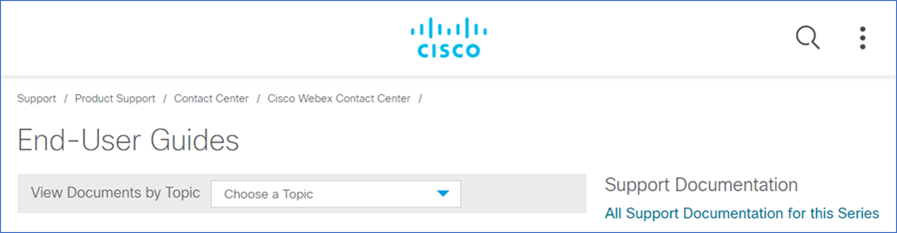 CISCO
Support / Product Support / Contact Center / Cisco Webex Contact Center /
End-User Guides
View Documents by Topic Choose a Topic
Support Documentation
All Support Documentation for this Series